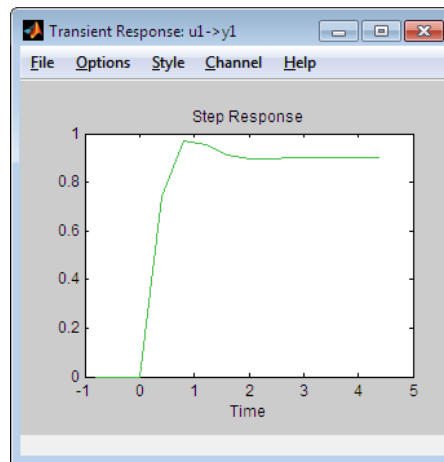 Transient Response: u1->y1
File Options Style Channel Help
Step Response
1
0.8
0.6
0.4
0.2
0
-1 0 1 2 3 4 5
Time